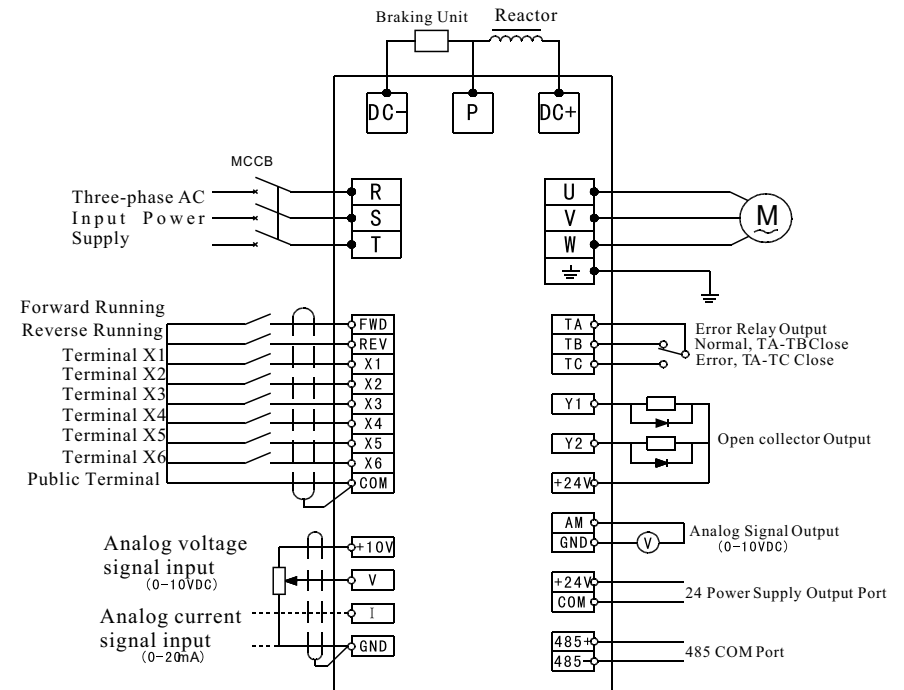 Braking Unit
Reactor
DC-
P
DC+
MCCB
Three-phase AC
Input Power
Supply
R
S
T
U
V
W
M
Forward Running
Reverse Running
Terminal X1
Terminal X2
Terminal X3
Terminal X4
Terminal X5
Terminal X6
Public Terminal
FWD
REV
X1
X2
X3
X4
X5
X6
COM
TA
TB
TC
Error Relay Output
Normal, TA-TBClose
Error, TA-TC Close
Y1
Y2
+24V
Open collector Output
AM
GND
V
Analog Signal Output
(0-10VDC)
+24V
COM
24 Power Supply Output Port
485+
485-
485 COM Port
Analog voltage
signal input
(0-10VDC)
Analog current
signal input
(0-20mA)
+10V
V
I
GND